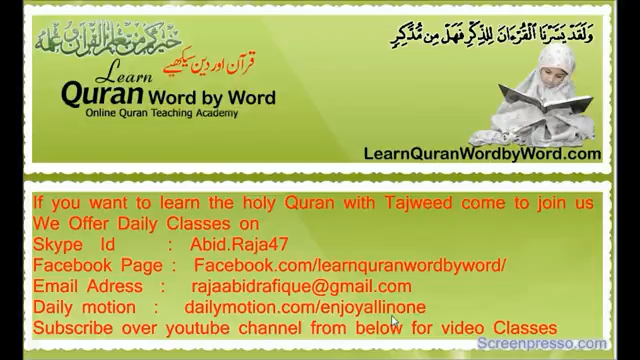 خيركم من تعلم القرآن وعلمه
وَلَقَدْ يَسَّرْنَا الْقُرْءَانَ لِلذِّكْرِ فَهَلْ مِن مُّدَّكِرٍ
قرآن اور دین سیکھیے
Learn
Quran Word by Word
Online Quran Teaching Academy
LearnQuranWordbyWord.com
If you want to learn the holy Quran with Tajweed come to join us
We Offer Daily Classes on
Skype Id : Abid.Raja47
Facebook Page : Facebook.com/learnquranwordbyword/
Email Adress : rajaabidrafique@gmail.com
Daily motion : dailymotion.com/enjoyallinone
Subscribe over youtube channel from below for video Classes
Screenpresso.com